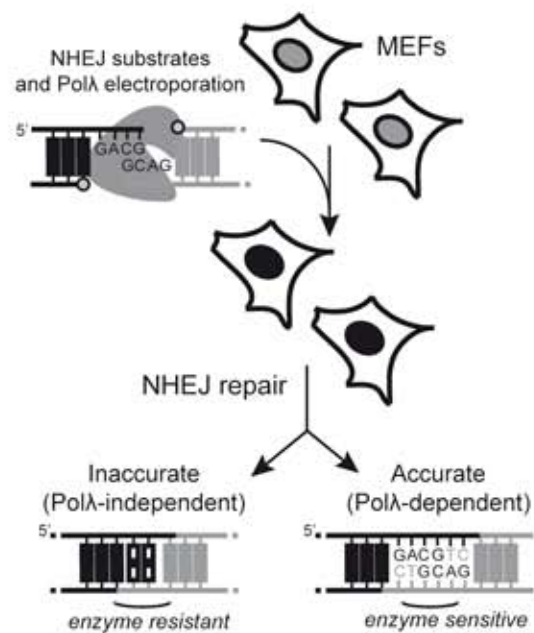 NHEJ substrates
and Polλ electroporation
MEFs
5'
GACG
GCAG
NHEJ repair
Inaccurate
(Polλ-independent)
Accurate
(Polλ-dependent)
5'
5'
GACGTC
CTGCAG
enzyme resistant
enzyme sensitive